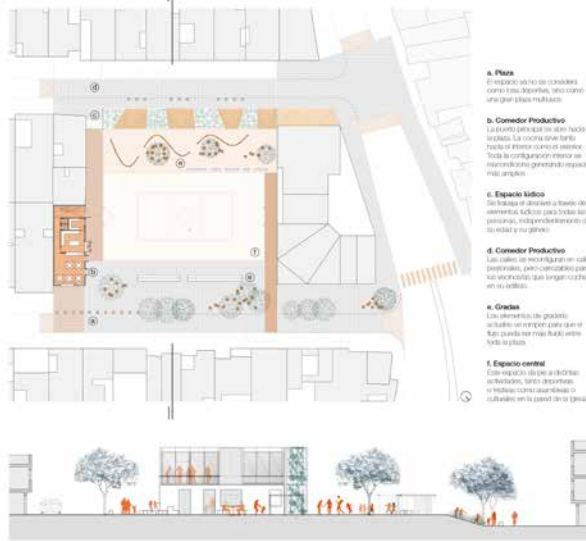 a. Plaza
El espacio ya no se considera
como losa deportiva, sino como
una gran plaza multiusos
b. Comedor Productivo
La puerta principal se abre hacia
la plaza. La cocina sirve tanto
hacia el interior como el exterior.
Toda la configuración interior se
reacondiciona generando espacios
más amplios
c. Espacio lúdico
Se trabaja el desnivel a través de
elementos lúdicos para todas las
personas, independientemente de
su edad y su género
d. Comedor Productivo
Las calles se reconfiguran en calles
peatonales, pero carrozables para
los vecinos/as que tengan coche
en su edificio.
e. Gradas
Los elementos de graderío
actuales se rompen para que el
flujo pueda ser más fluido entre
toda la plaza
f. Espacio central
Este espacio da pie a distintas
actividades, tanto deportivas
o festivas como asambleas o
culturales en la pared de la iglesia
d
c
e
f
b
e
a